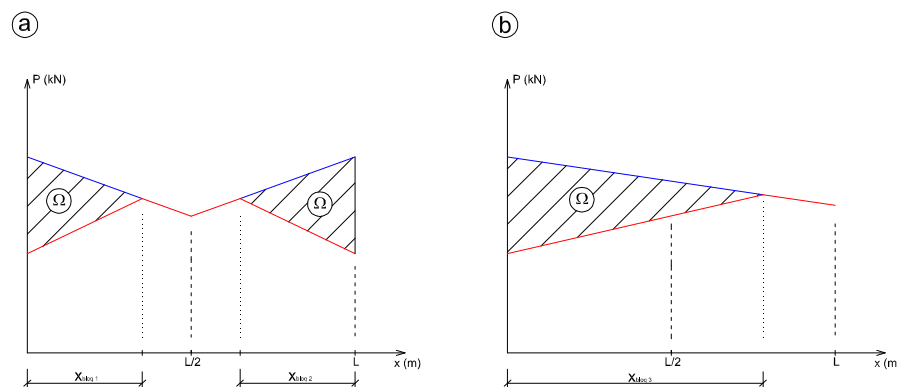 a
b
P (kN)
P (kN)
Ω
Ω
Ω
L/2
L
x (m)
L/2
L
x (m)
Xbloq 1
Xbloq 2
Xbloq 3